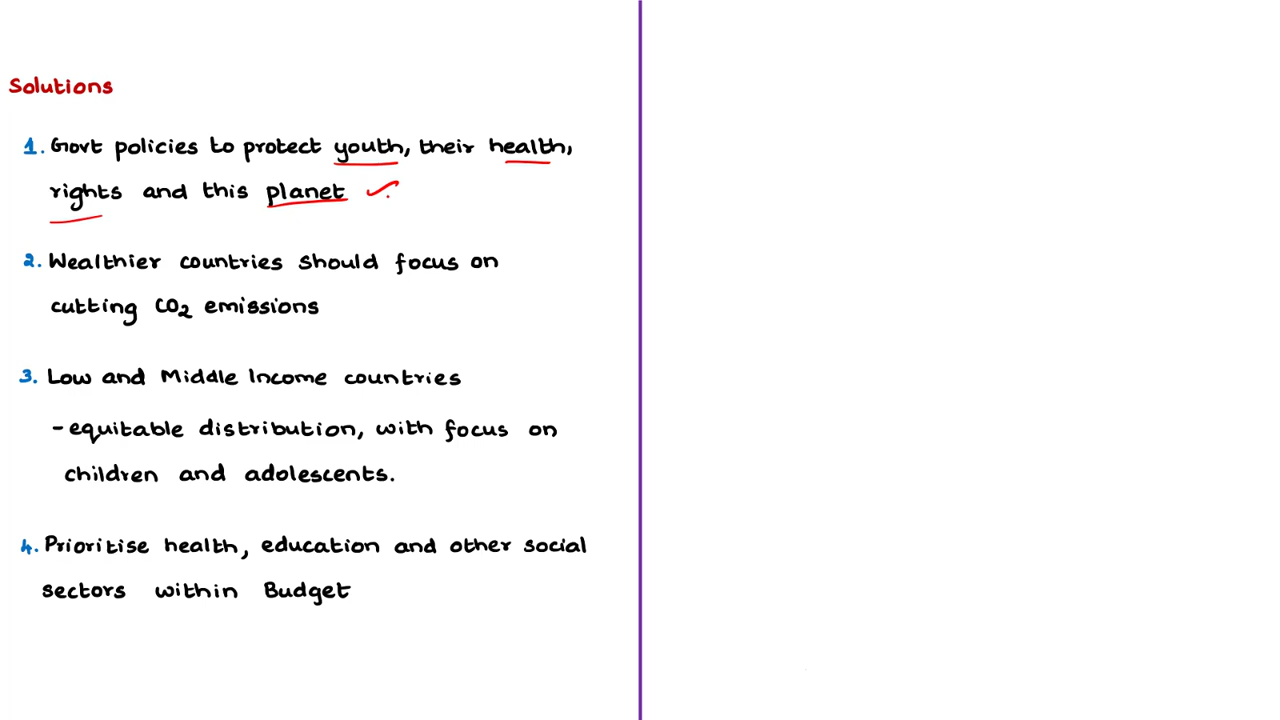 Solutions
1. Govt policies to protect youth, their health,
rights and this planet
2. Wealthier countries should focus on
cutting CO₂ emissions
3. Low and Middle Income countries
- equitable distribution, with focus on
children and adolescents.
4. Prioritise health, education and other social
sectors within Budget